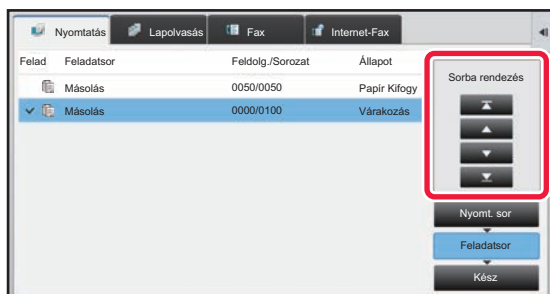 Nyomtatás Lapolvasás Fax Internet-Fax
Felad Feladatsor Feldolg./Sorozat Állapot
Másolás 0050/0050 Papír Kifogy
Másolás 0000/0100 Várakozás
Sorba rendezés
Nyomt. sor
Feladatsor
Kész